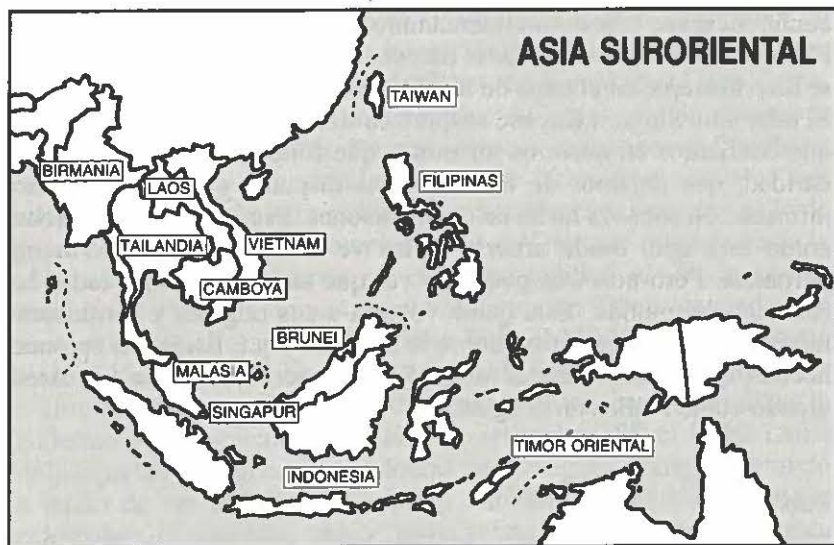 ASIA SURORIENTAL
TAIWAN
BIRMANIA
LAOS
FILIPINAS
TAILANDIA
VIETNAM
CAMBOYA
BRUNEI
MALASIA
SINGAPUR
TIMOR ORIENTAL
INDONESIA